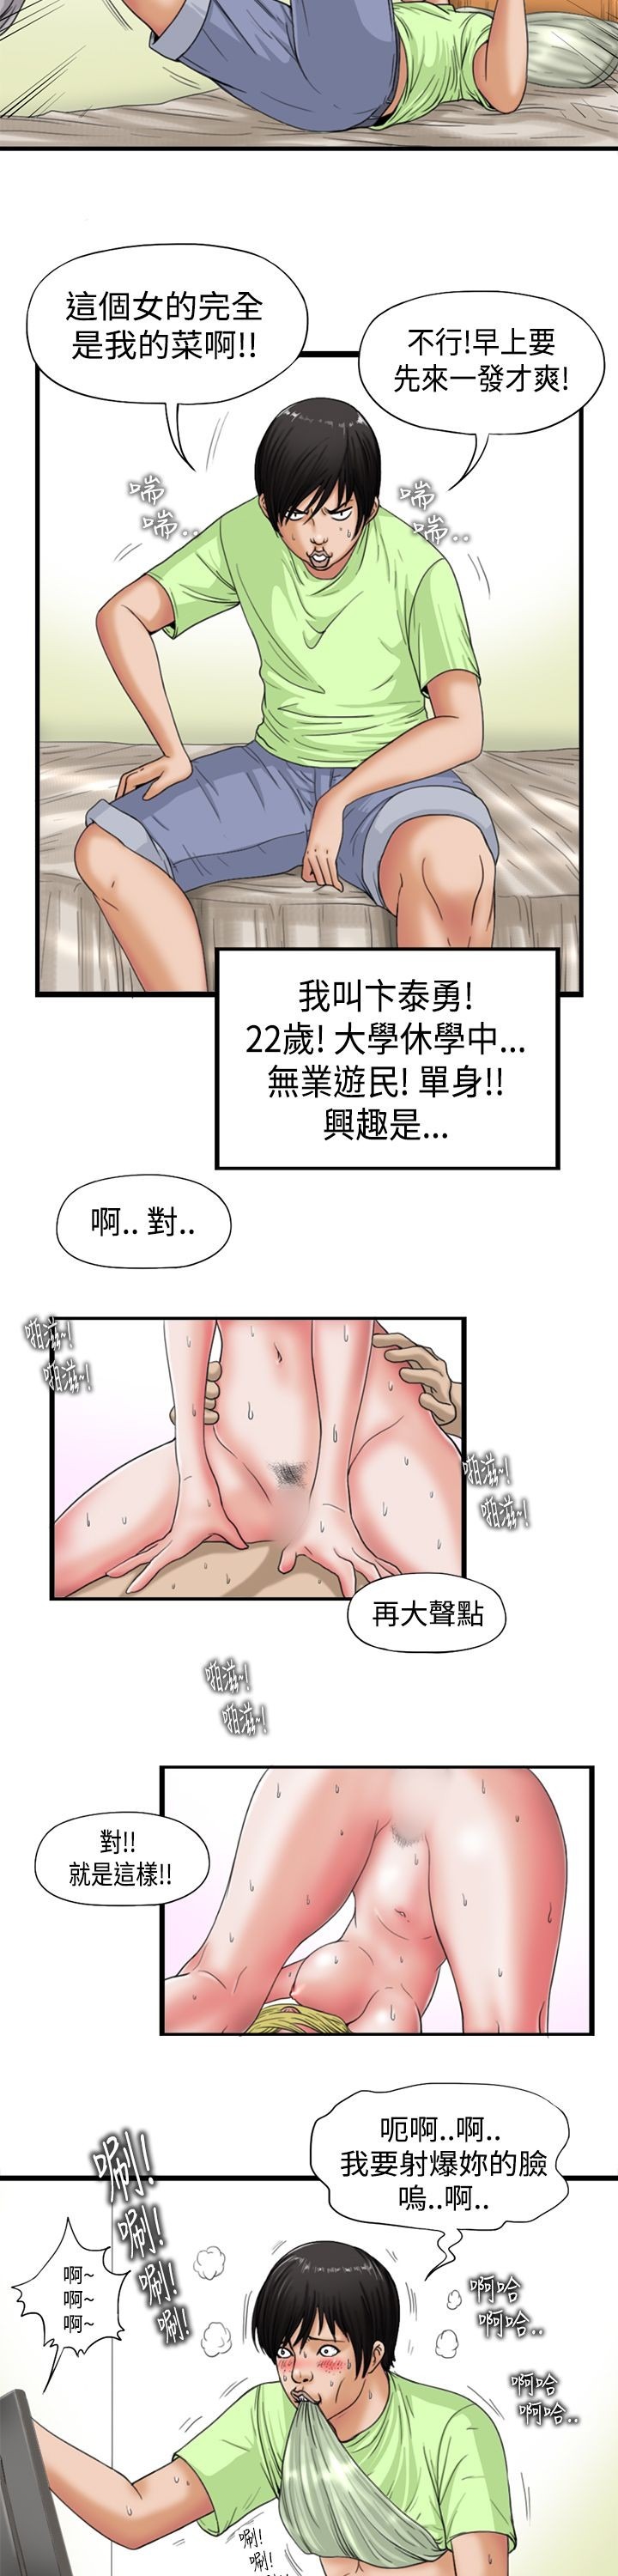 這個女的完全
是我的菜啊!!
不行!早上要
先來一發才爽!
喘
喘..
喘
喘..
我叫卞泰勇!
22歲! 大學休學中...
無業遊民! 單身!!
興趣是...
啊.. 對..
啪滋~!
啪滋~!
啪滋~!
啪滋~!
再大聲點
啪滋~!
啪滋~!
對!!
就是這樣!!
呃啊..啊..
我要射爆妳的臉
嗚..啊..
唰!
唰!
唰!
唰!
啊~
啊~
啊~
啊哈
啊哈..
啊哈
啊哈..
唰!
唰!